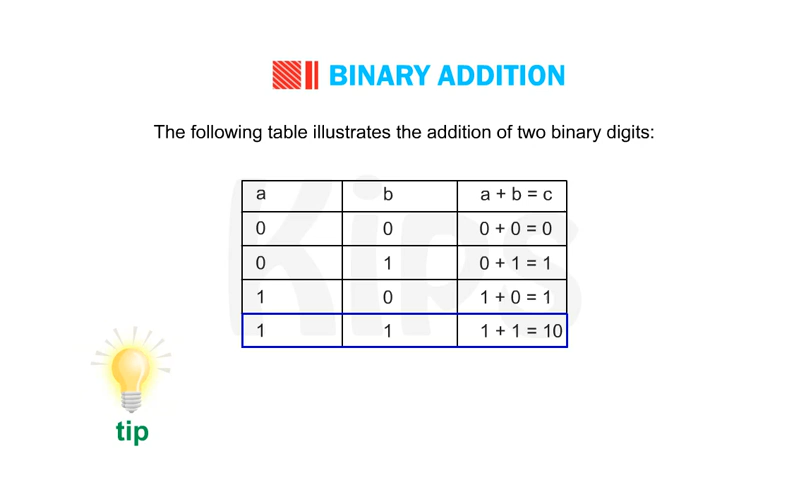 BINARY ADDITION
The following table illustrates the addition of two binary digits:
a b a + b = c
0 0 0 + 0 = 0
0 1 0 + 1 = 1
1 0 1 + 0 = 1
1 1 1 + 1 = 10
tip
Kips